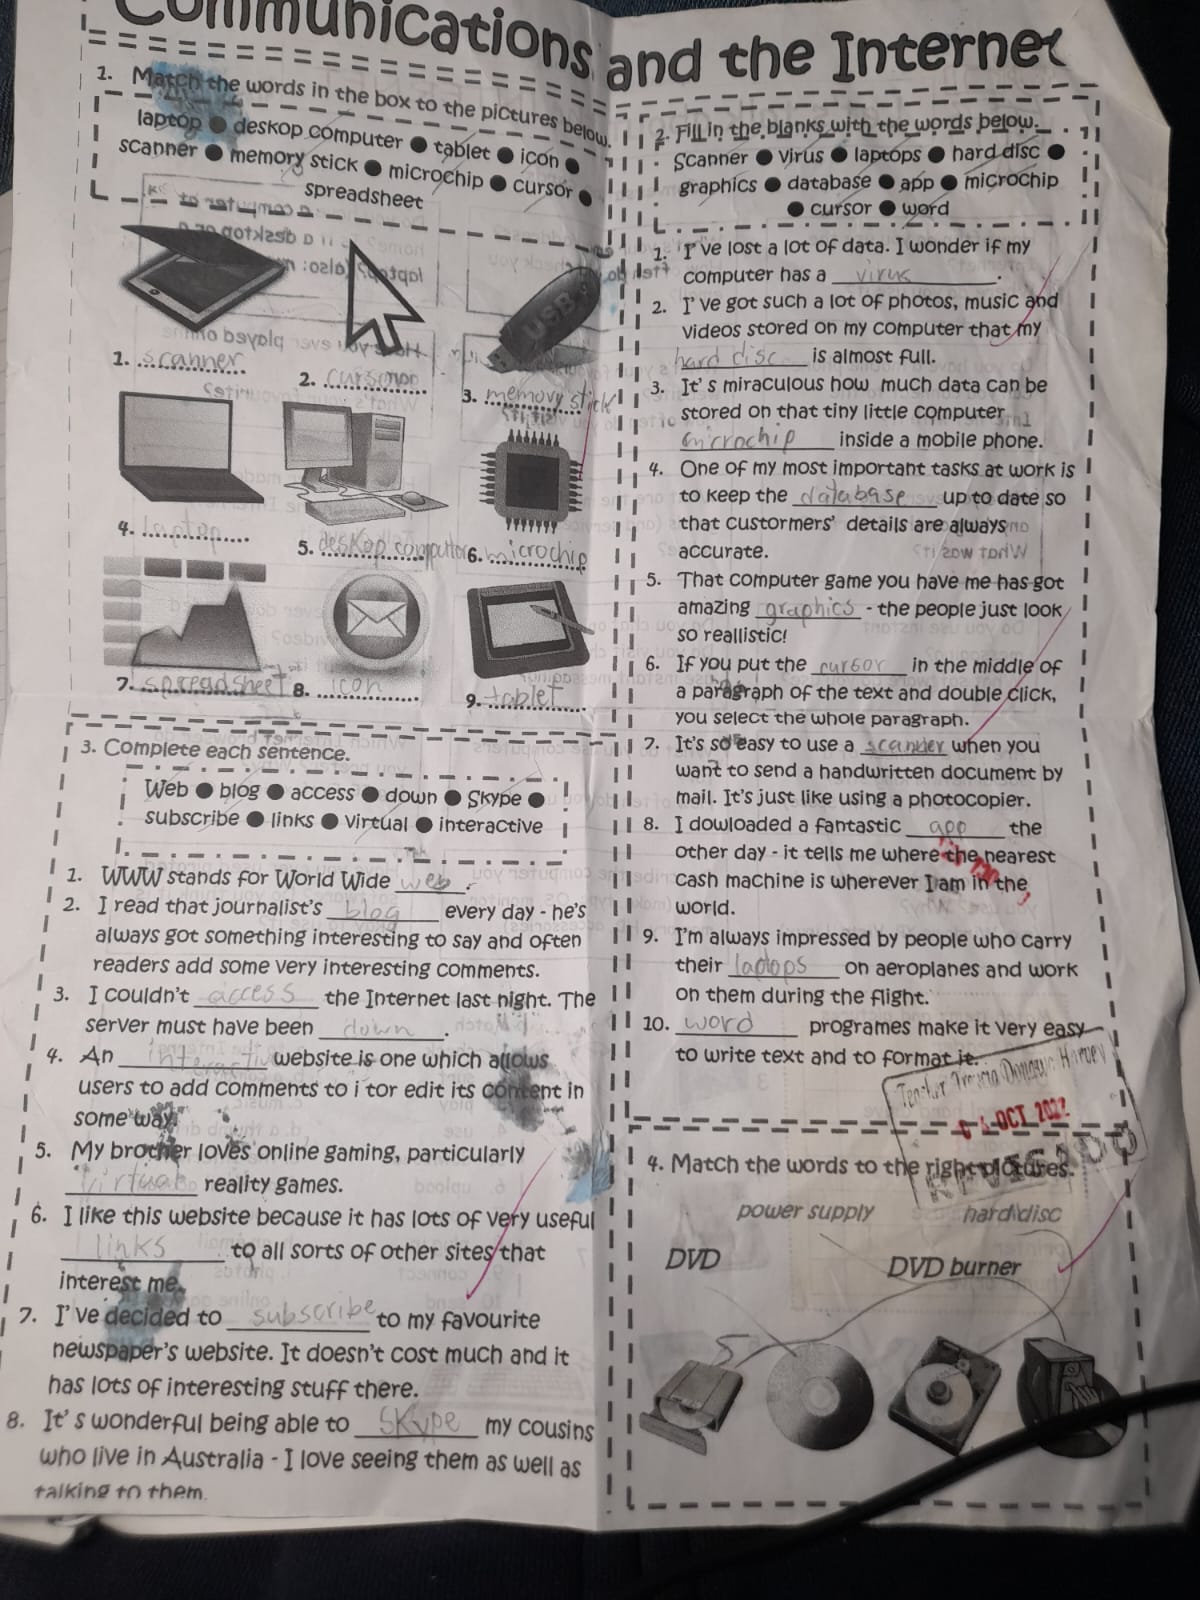 Communications and the Internet
1. Match the words in the box to the pictures below.
laptop ● deskop computer ● tablet ● icon ●
scanner ● memory stick ● microchip ● cursor ●
spreadsheet
USB
1. scanner
2. cursor
3. memory stick
4. laptop
5. deskop computtor
6. microchip
7. spreadsheet
8. icon
9. tablet
3. Complete each sentence.
Web ● blog ● access ● down ● Skype ●
subscribe ● links ● virtual ● interactive
1. WWW stands for World Wide web.
2. I read that journalist's blog every day - he's
always got something interesting to say and often
readers add some very interesting comments.
3. I couldn't access the Internet last night. The
server must have been down.
4. An interactiv website is one which allows
users to add comments to i tor edit its content in
some way.
5. My brother loves online gaming, particularly
virtual reality games.
6. I like this website because it has lots of very useful
links to all sorts of other sites that
interest me.
7. I've decided to subscribe to my favourite
newspaper's website. It doesn't cost much and it
has lots of interesting stuff there.
8. It's wonderful being able to Skype my cousins
who live in Australia - I love seeing them as well as
talking to them.
2. Fill in the blanks with the words below.
Scanner ● virus ● laptops ● hard disc ●
graphics ● database ● app ● microchip
● cursor ● word
1. I've lost a lot of data. I wonder if my
computer has a virus.
2. I've got such a lot of photos, music and
videos stored on my computer that my
hard disc is almost full.
3. It's miraculous how much data can be
stored on that tiny little computer
microchip inside a mobile phone.
4. One of my most important tasks at work is
to keep the database up to date so
that custormers' details are always
accurate.
5. That computer game you have me has got
amazing graphics - the people just look
so reallistic!
6. If you put the cursor in the middle of
a paragraph of the text and double click,
you select the whole paragraph.
7. It's so easy to use a scanner when you
want to send a handwritten document by
mail. It's just like using a photocopier.
8. I dowloaded a fantastic app the
other day - it tells me where the nearest
cash machine is wherever I am in the
world.
9. I'm always impressed by people who carry
their laptops on aeroplanes and work
on them during the flight.
10. word programes make it very easy
to write text and to format it.
Teacher Harvey
OCT 2022
REVISADO
4. Match the words to the right pictures.
power supply hard disc
DVD DVD burner